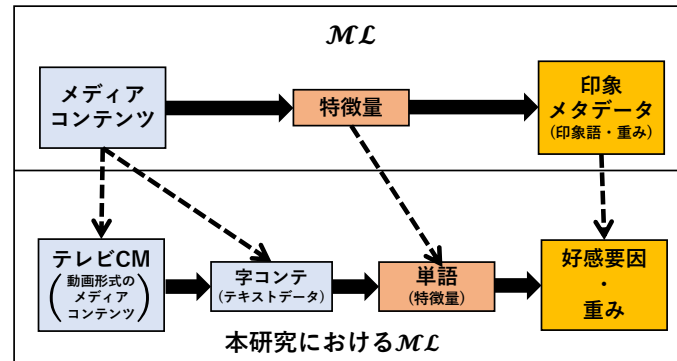 ML
メディア
コンテンツ
特徴量
印象
メタデータ
(印象語・重み)
テレビCM
(動画形式の
メディア
コンテンツ)
字コンテ
(テキストデータ)
単語
(特徴量)
好感要因
・
重み
本研究におけるML